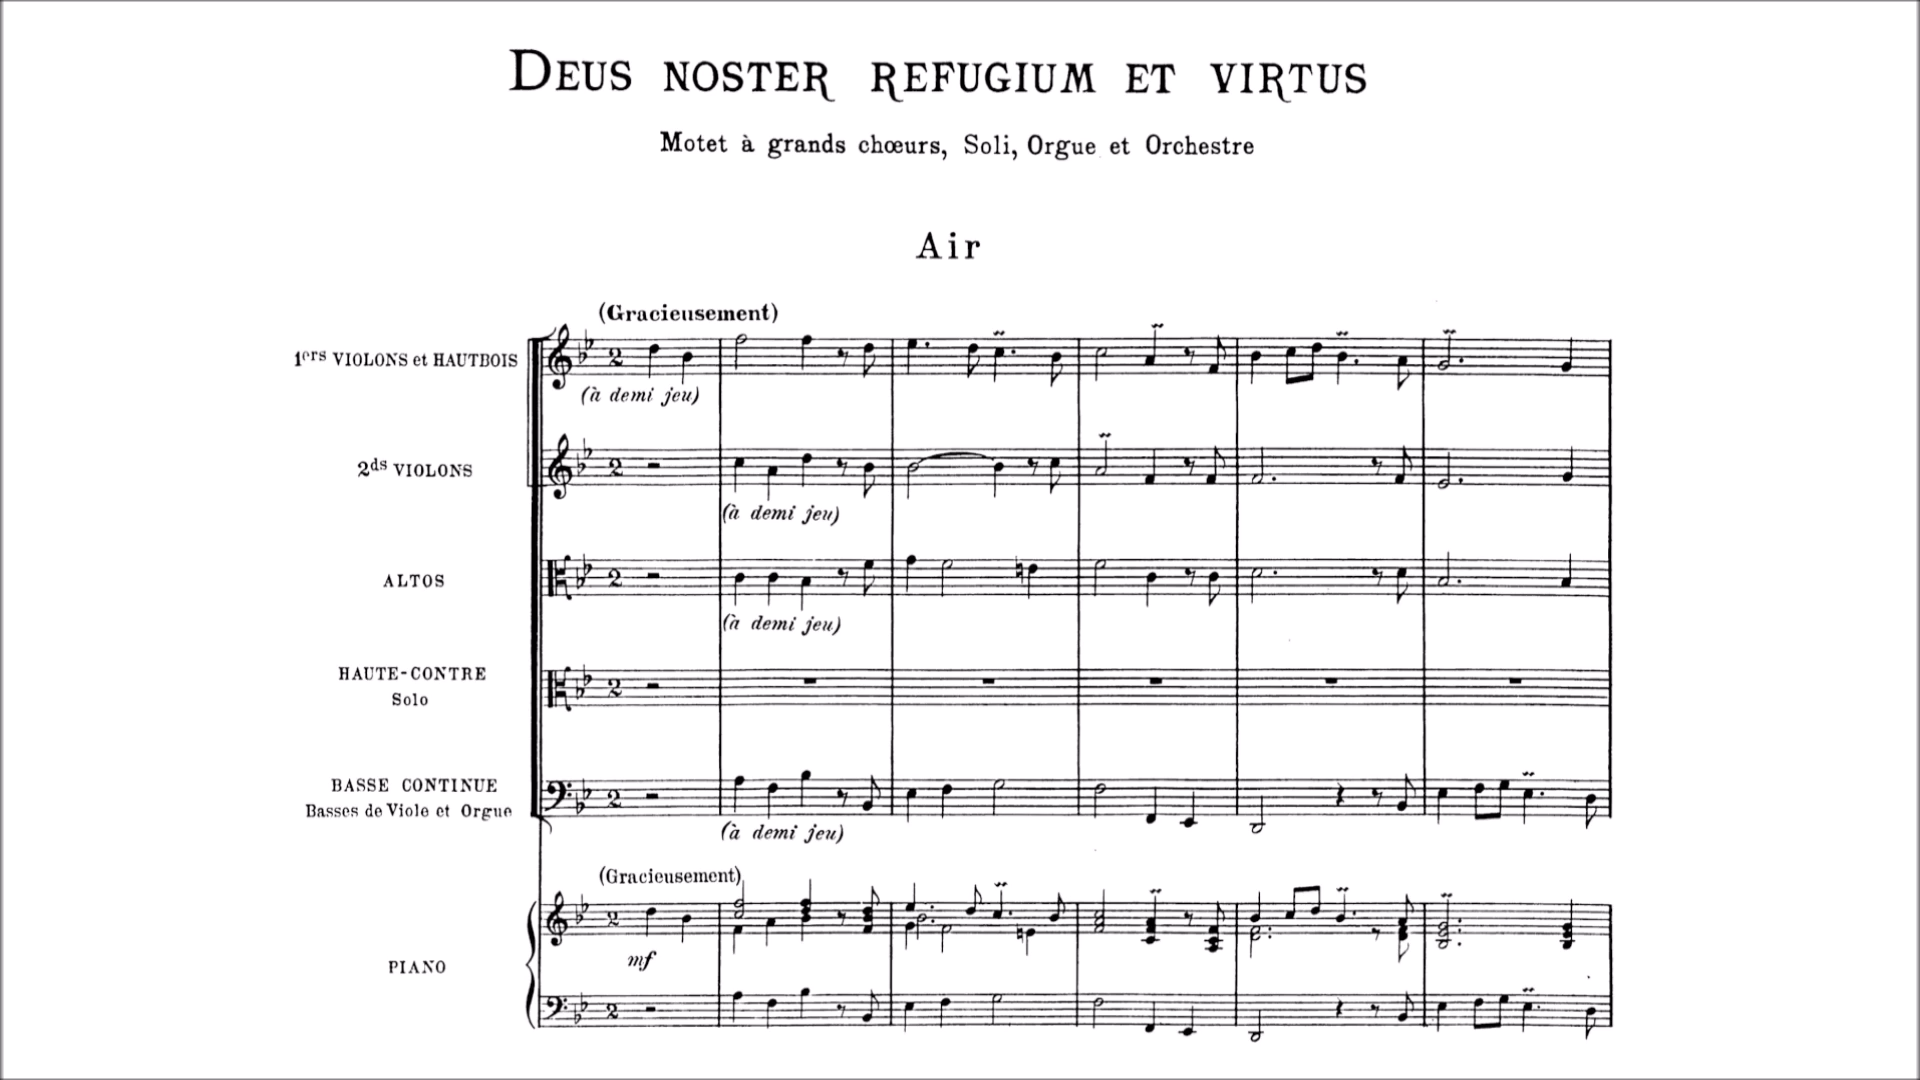 DEUS NOSTER REFUGIUM ET VIRTUS
Motet à grands chœurs, Soli, Orgue et Orchestre
Air
(Gracieusement)
1ers VIOLONS et HAUTBOIS
(à demi jeu)
2ds VIOLONS
(à demi jeu)
ALTOS
(à demi jeu)
HAUTE-CONTRE
Solo
BASSE CONTINUE
Basses de Viole et Orgue
(à demi jeu)
(Gracieusement)
mf
PIANO